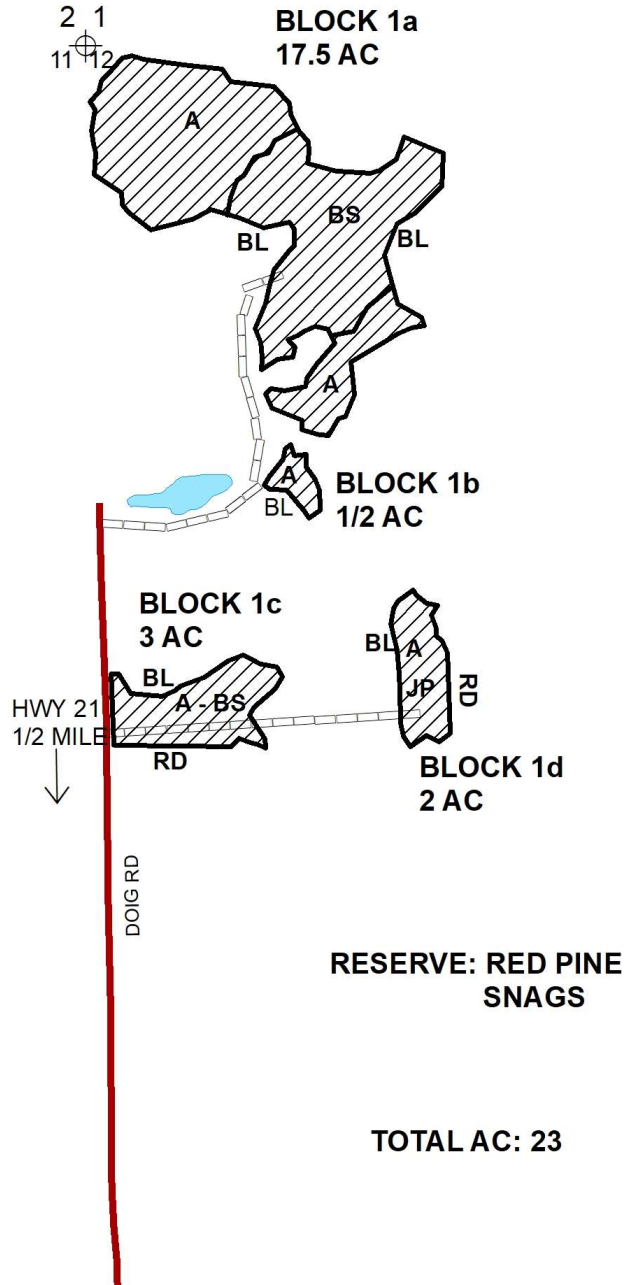 2 1
11 12
BLOCK 1a
17.5 AC
A
BS
BL
BL
A
A
BL
BLOCK 1b
1/2 AC
BLOCK 1c
3 AC
BL
A - BS
RD
HWY 21
1/2 MILE
BL
A
JP
RD
BLOCK 1d
2 AC
DOIG RD
RESERVE: RED PINE
SNAGS
TOTAL AC: 23